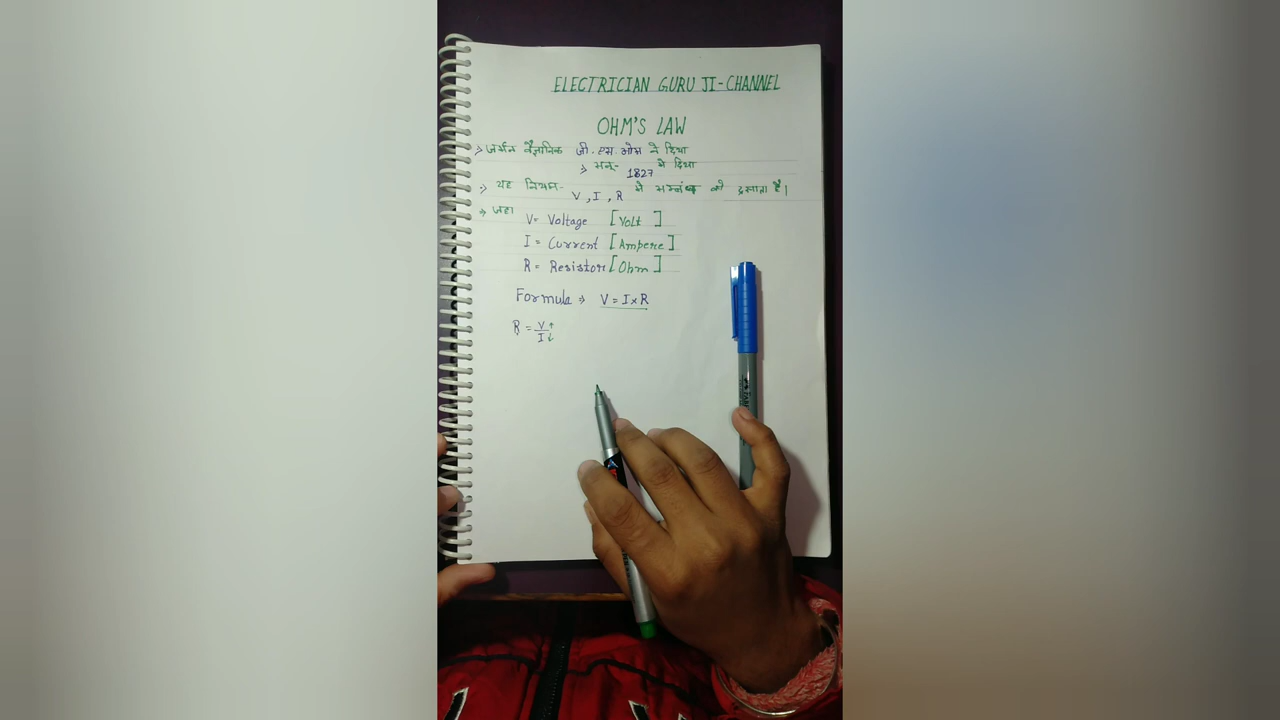 ELECTRICIAN GURU JI-CHANNEL
OHM'S LAW
⇒ जर्मन वैज्ञानिक जी. एस. ओम ने दिया
⇒ सन्- 1827 मे दिया
⇒ यह नियम- V, I, R मे सम्बंध को दर्साता है।
⇒ जहा V= Voltage [Volt ]
I = Current [Ampere]
R= Resistor [Ohm ]
Formula ⇒ V = I×R
R = V↑/I↓